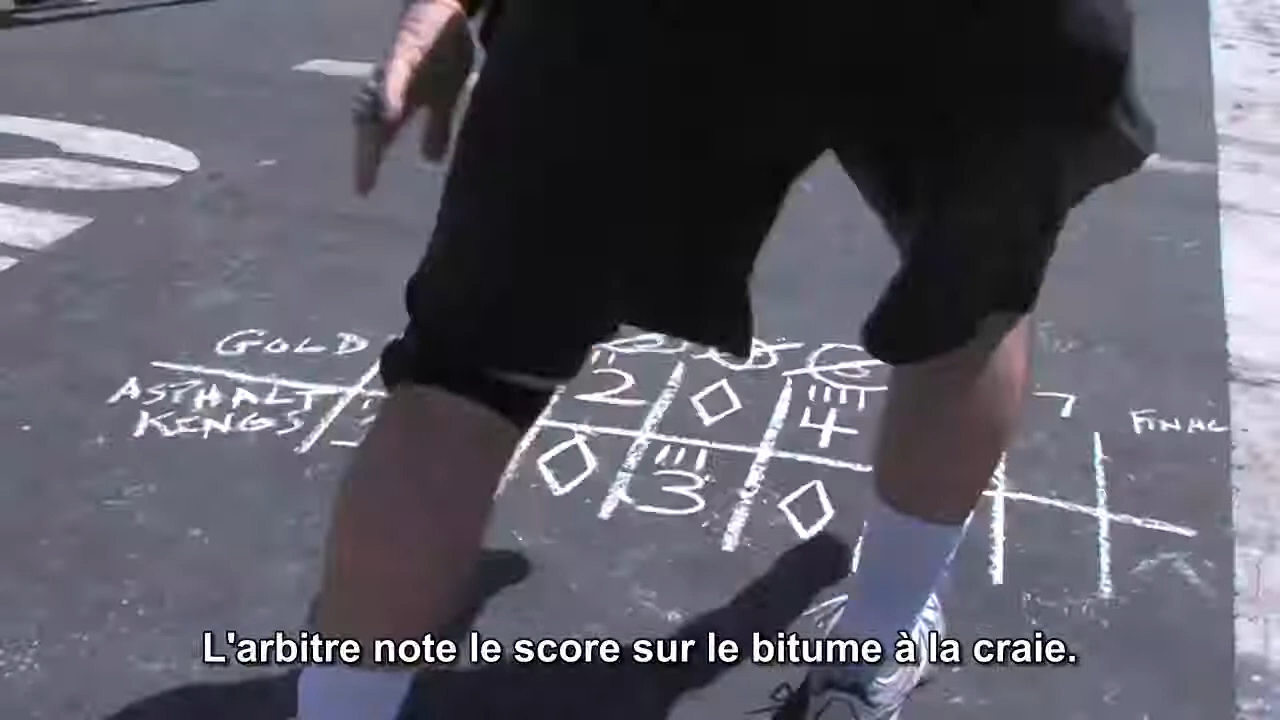 GOLD
2 4
ASPHALT
KINGS
3
7
FINAL
L'arbitre note le score sur le bitume à la craie.